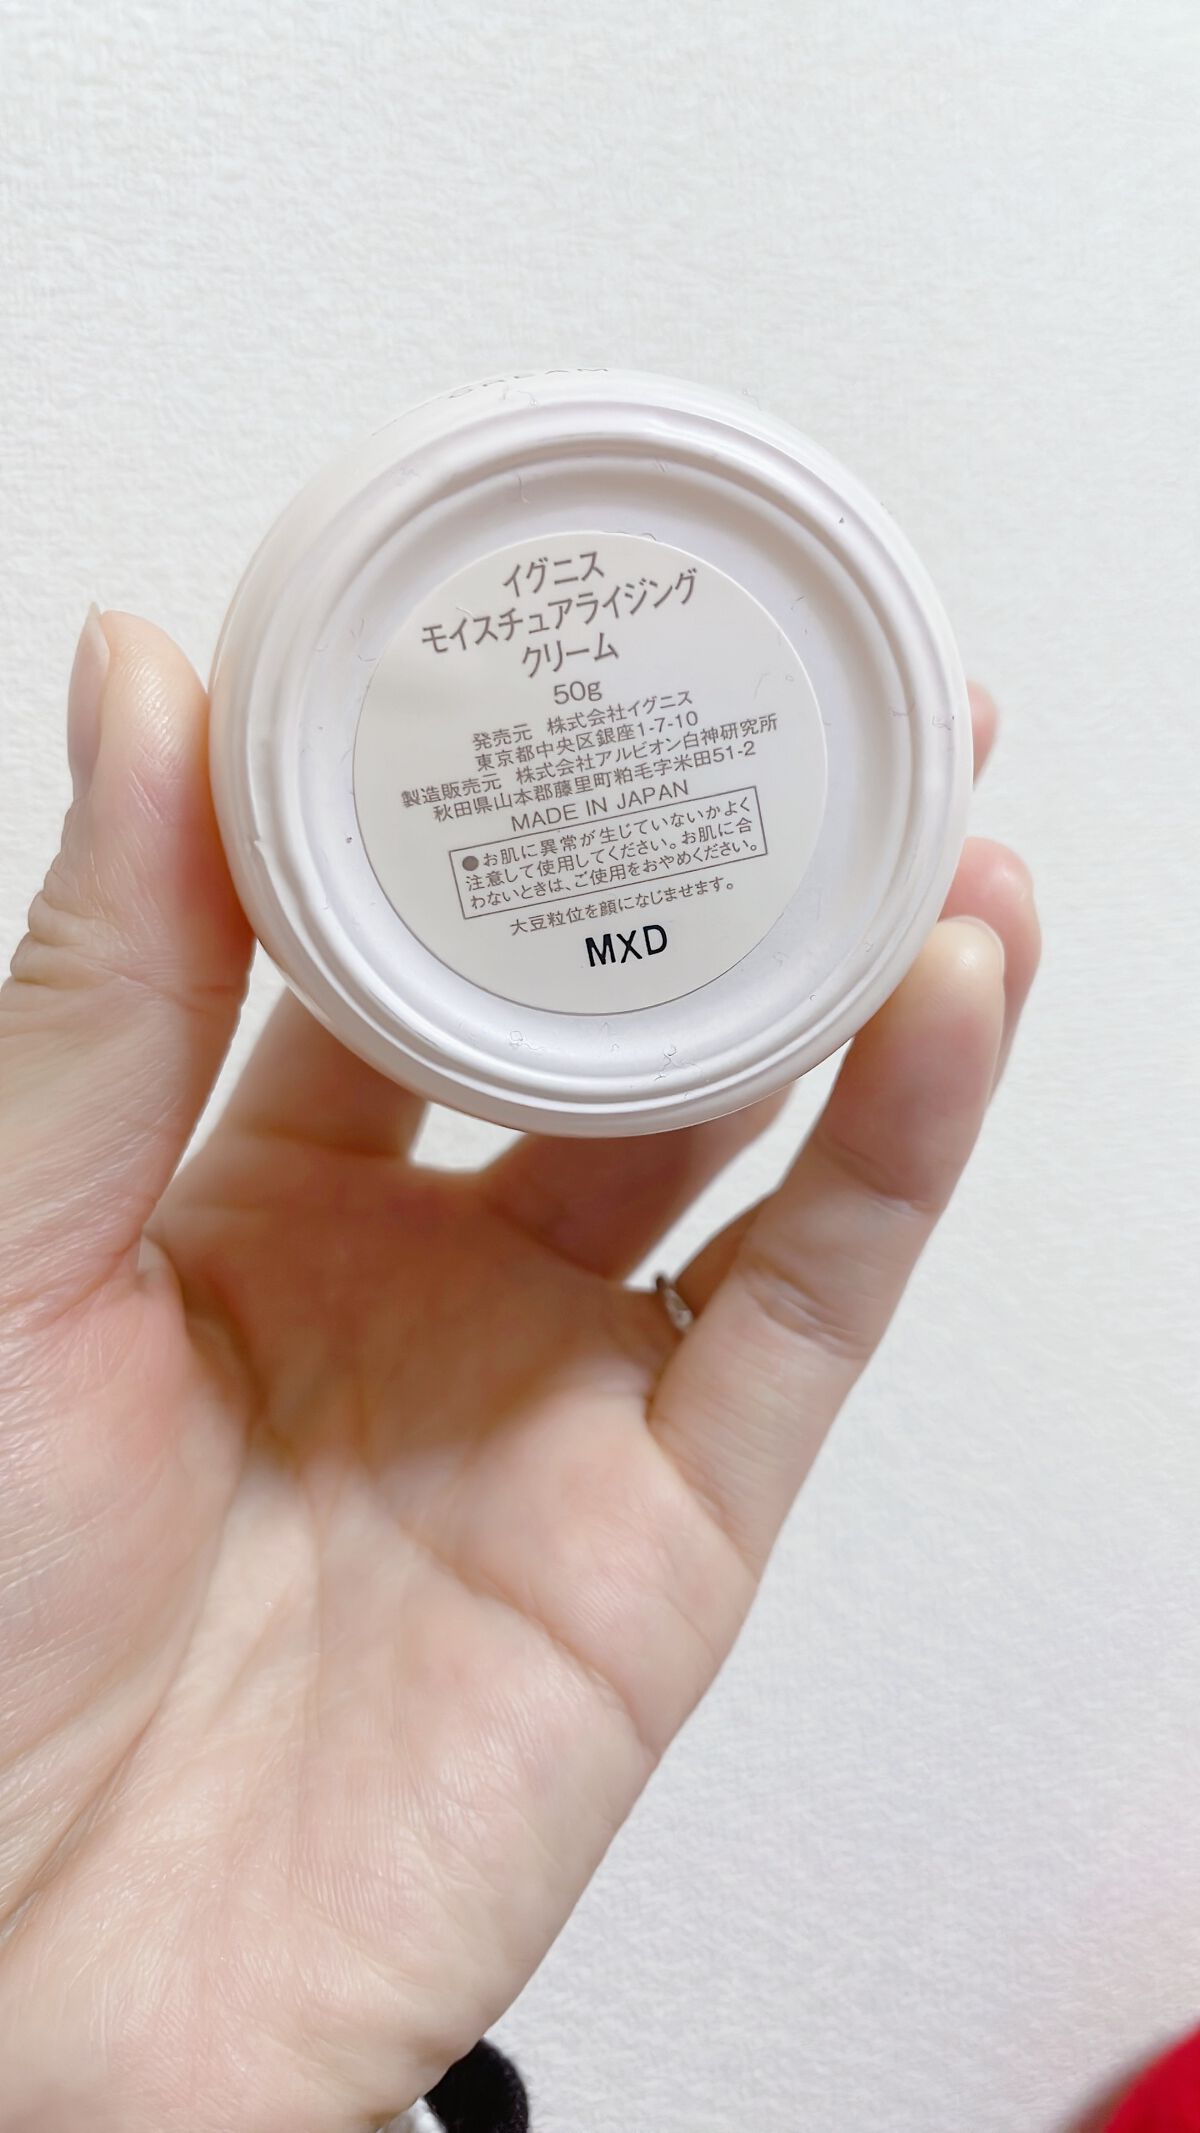 CREAM
イグニス
モイスチュアライジング
クリーム
50g
発売元 株式会社イグニス
東京都中央区銀座1-7-10
製造販売元 株式会社アルビオン白神研究所
秋田県山本郡藤里町粕毛字米田51-2
MADE IN JAPAN
●お肌に異常が生じていないかよく
注意して使用してください。お肌に合
わないときは、ご使用をおやめください。
大豆粒位を顔になじませます。
MXD